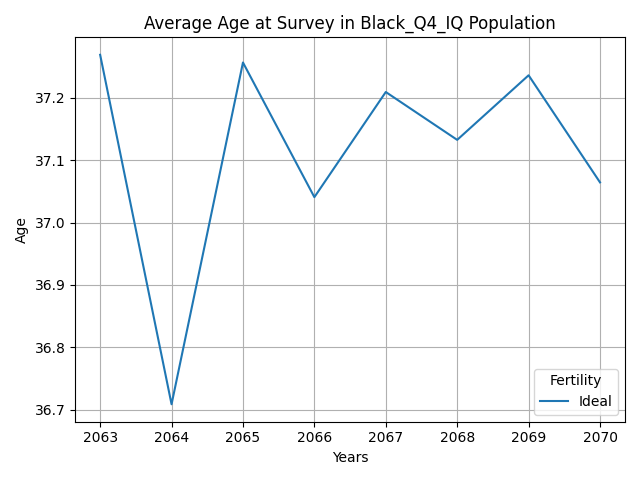 Average Age at Survey in Black_Q4_IQ Population
Age
37.2
37.1
37.0
36.9
36.8
36.7
2063 2064 2065 2066 2067 2068 2069 2070
Years
Fertility
Ideal